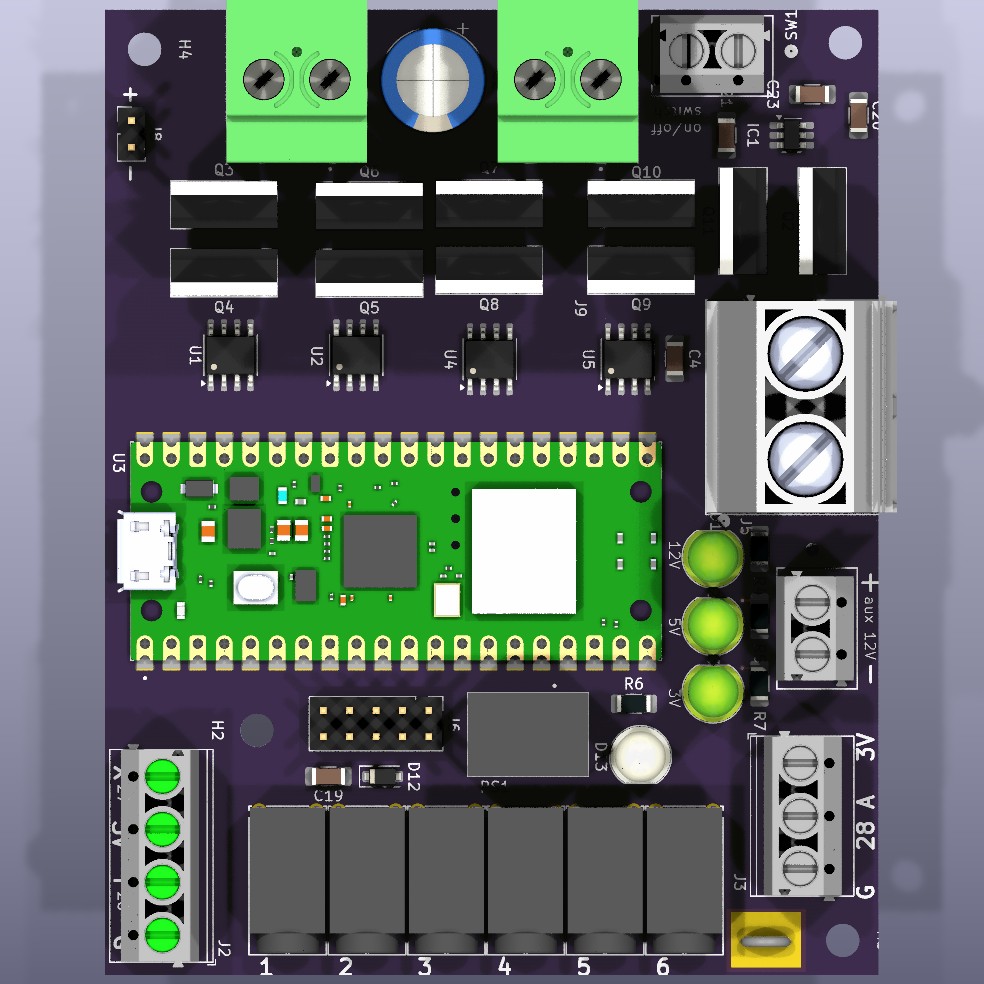 H4
+
SW1
C23
+
J8
-
on/off
IC1
Q3
Q6
Q7
Q10
Q4
Q5
Q8
J9
Q9
U1
U2
U4
U5
C4
U3
12V
5V
3V
+
aux 12V
-
R6
R7
H2
J6
D13
D12
C19
3V
28 A
G
J3
J2
1
2
3
4
5
6